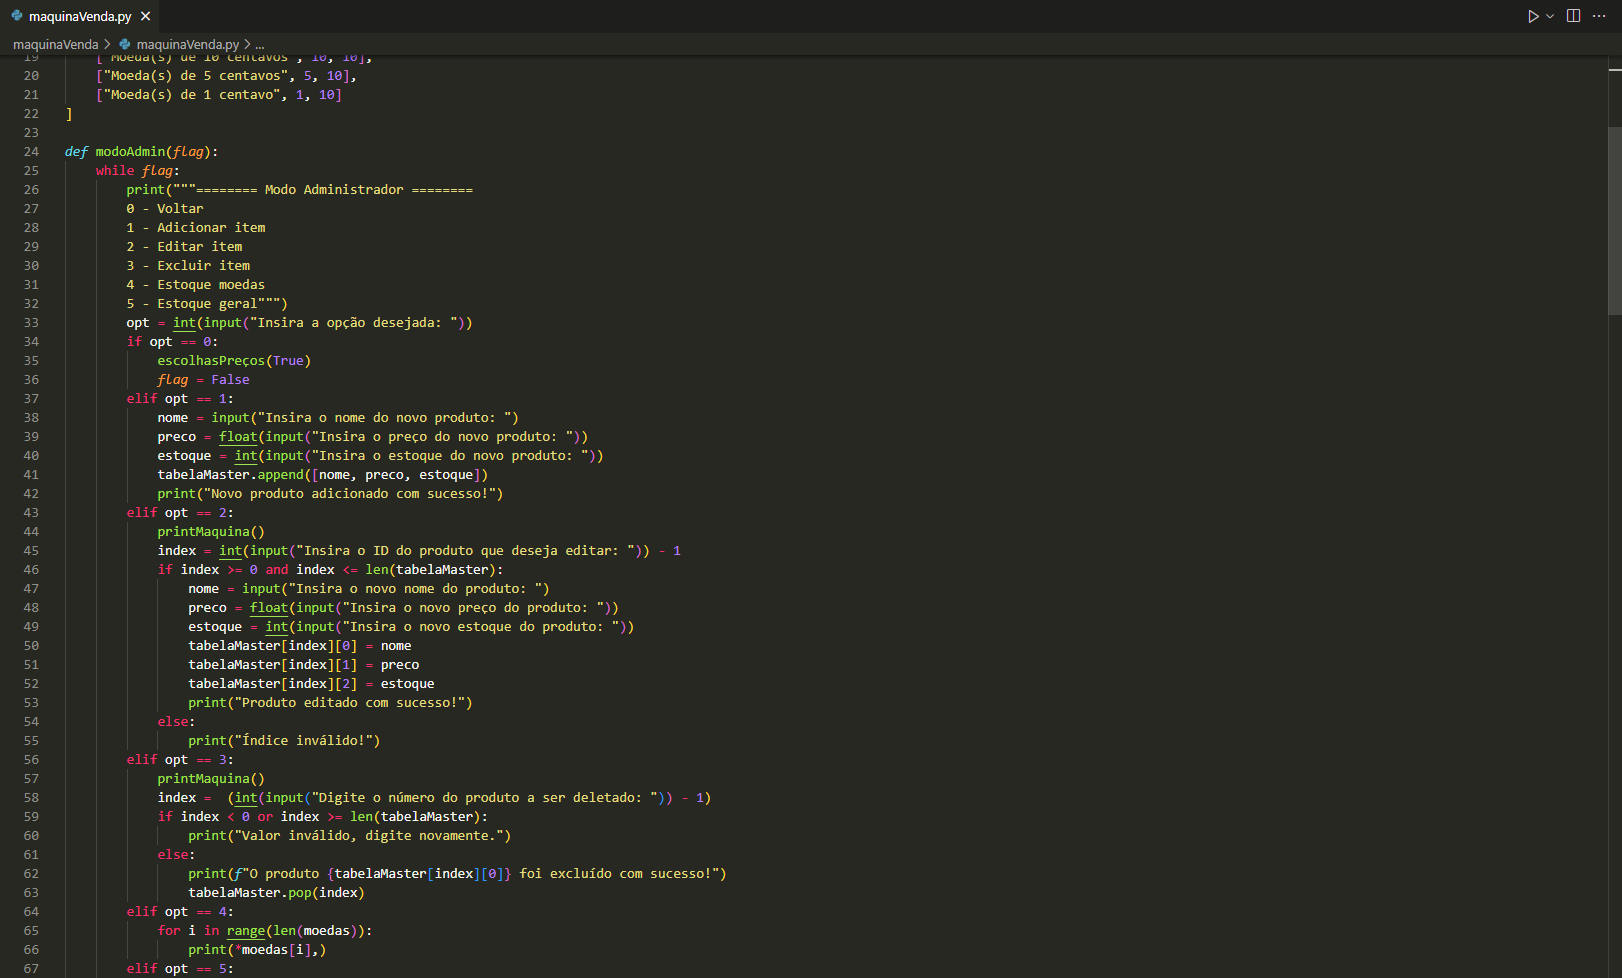 maquinaVenda.py
maquinaVenda > maquinaVenda.py > ...
19 ["Moeda(s) de 10 centavos", 10, 10],
20 ["Moeda(s) de 5 centavos", 5, 10],
21 ["Moeda(s) de 1 centavo", 1, 10]
22 ]
23
24 def modoAdmin(flag):
25 while flag:
26 print("""======== Modo Administrador ========
27 0 - Voltar
28 1 - Adicionar item
29 2 - Editar item
30 3 - Excluir item
31 4 - Estoque moedas
32 5 - Estoque geral""")
33 opt = int(input("Insira a opção desejada: "))
34 if opt == 0:
35 escolhasPreços(True)
36 flag = False
37 elif opt == 1:
38 nome = input("Insira o nome do novo produto: ")
39 preco = float(input("Insira o preço do novo produto: "))
40 estoque = int(input("Insira o estoque do novo produto: "))
41 tabelaMaster.append([nome, preco, estoque])
42 print("Novo produto adicionado com sucesso!")
43 elif opt == 2:
44 printMaquina()
45 index = int(input("Insira o ID do produto que deseja editar: ")) - 1
46 if index >= 0 and index <= len(tabelaMaster):
47 nome = input("Insira o novo nome do produto: ")
48 preco = float(input("Insira o novo preço do produto: "))
49 estoque = int(input("Insira o novo estoque do produto: "))
50 tabelaMaster[index][0] = nome
51 tabelaMaster[index][1] = preco
52 tabelaMaster[index][2] = estoque
53 print("Produto editado com sucesso!")
54 else:
55 print("Índice inválido!")
56 elif opt == 3:
57 printMaquina()
58 index =  (int(input("Digite o número do produto a ser deletado: ")) - 1)
59 if index < 0 or index >= len(tabelaMaster):
60 print("Valor inválido, digite novamente.")
61 else:
62 print(f"O produto {tabelaMaster[index][0]} foi excluído com sucesso!")
63 tabelaMaster.pop(index)
64 elif opt == 4:
65 for i in range(len(moedas)):
66 print(*moedas[i],)
67 elif opt == 5: